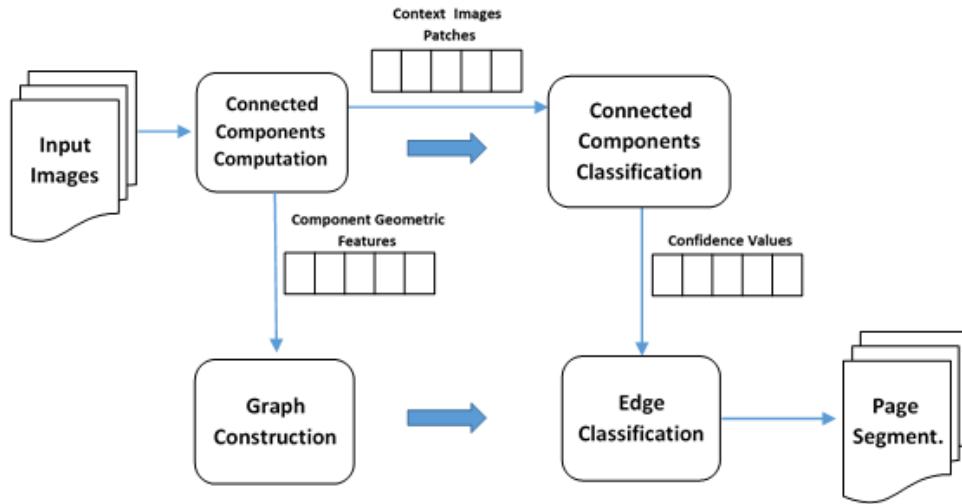 Context Images
Patches
Input
Images
Connected
Components
Computation
Connected
Components
Classification
Component Geometric
Features
Confidence Values
Graph
Construction
Edge
Classification
Page
Segment.